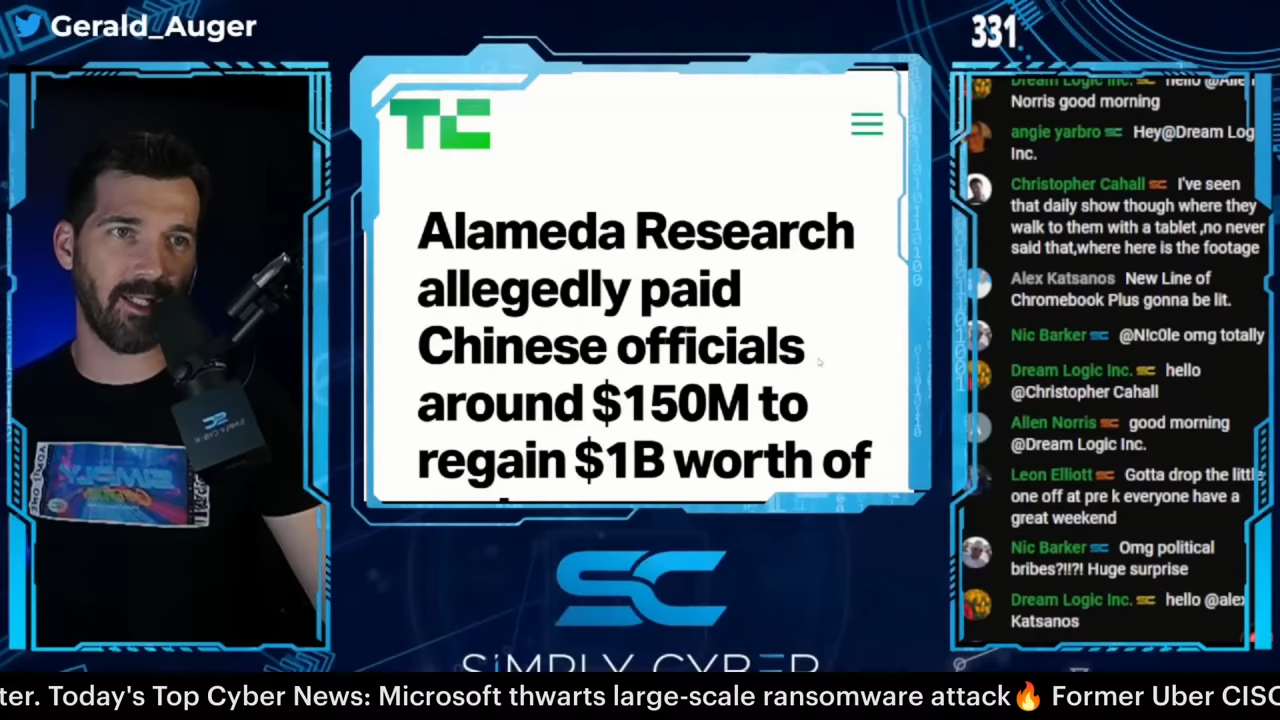 Gerald_Auger
331
TC
Alameda Research
allegedly paid
Chinese officials
around $150M to
regain $1B worth of
Dream Logic Inc. hello
Norris good morning
angie yarbro Hey@Dream Log
Inc.
Christopher Cahall I've seen
that daily show though where they
walk to them with a tablet ,no never
said that,where here is the footage
Alex Katsanos New Line of
Chromebook Plus gonna be lit.
Nic Barker @N!c0le omg totally
Dream Logic Inc. hello
@Christopher Cahall
Allen Norris good morning
@Dream Logic Inc.
Leon Elliott Gotta drop the little
one off at pre k everyone have a
great weekend
Nic Barker Omg political
bribes?!!?! Huge surprise
Dream Logic Inc. hello @alex
Katsanos
SC
SIMPLY CYBER
ter. Today's Top Cyber News: Microsoft thwarts large-scale ransomware attack🔥 Former Uber CISO